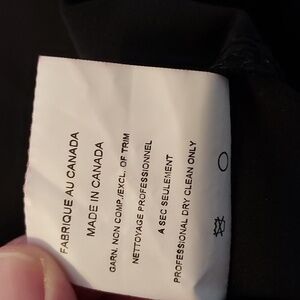 FABRIQUE AU CANADA
MADE IN CANADA
GARN. NON COMP./EXCL. OF TRIM
NETTOYAGE PROFESSIONNEL
A SEC SEULEMENT
PROFESSIONAL DRY CLEAN ONLY